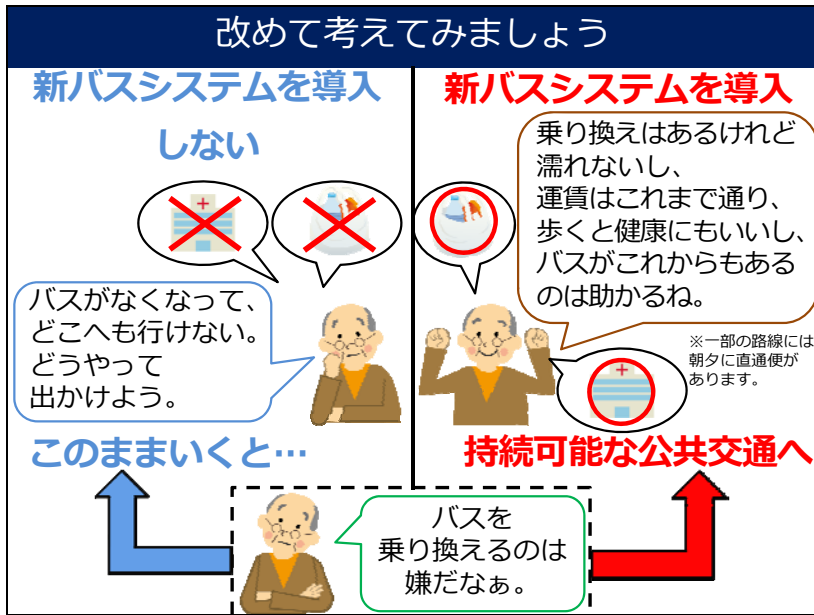 改めて考えてみましょう
新バスシステムを導入
しない
バスがなくなって、
どこへも行けない。
どうやって
出かけよう。
このままいくと…
新バスシステムを導入
乗り換えはあるけれど
濡れないし、
運賃はこれまで通り、
歩くと健康にもいいし、
バスがこれからもある
のは助かるね。
※一部の路線には
朝夕に直通便が
あります。
持続可能な公共交通へ
バスを
乗り換えるのは
嫌だなぁ。